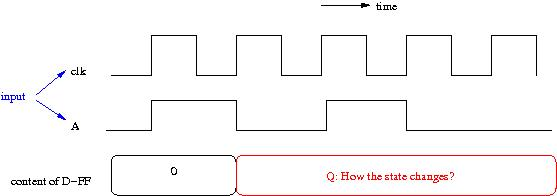 time
clk
input
A
content of D-FF
0
Q: How the state changes?